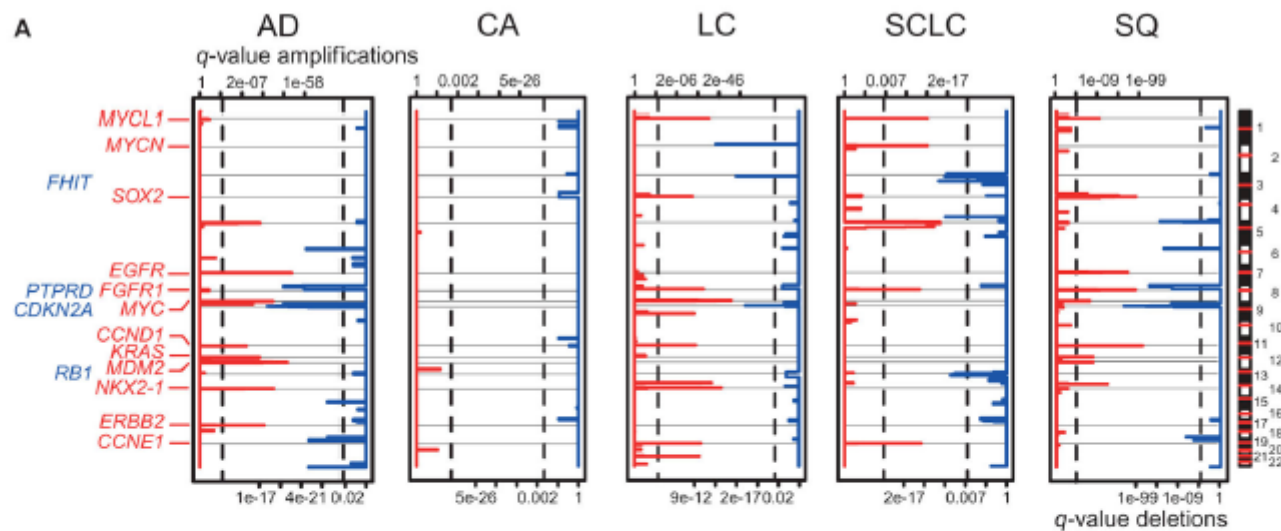 A
AD CA LC SCLC SQ
q-value amplifications
1 2e-07 1e-58 1 0.002 5e-26 1 2e-06 2e-46 1 0.007 2e-17 1 1e-09 1e-99
MYCL1
MYCN
FHIT
SOX2
EGFR
PTPRD FGFR1
CDKN2A MYC
CCND1
KRAS
RB1 MDM2
NKX2-1
ERBB2
CCNE1
1
2
3
4
5
6
7
8
9
10
11
12
13
14
15
16
17
18
19
20
21
22
1e-17 4e-21 0.02 5e-26 0.002 1 9e-12 2e-17 0.02 2e-17 0.007 1 1e-99 1e-09 1
q-value deletions